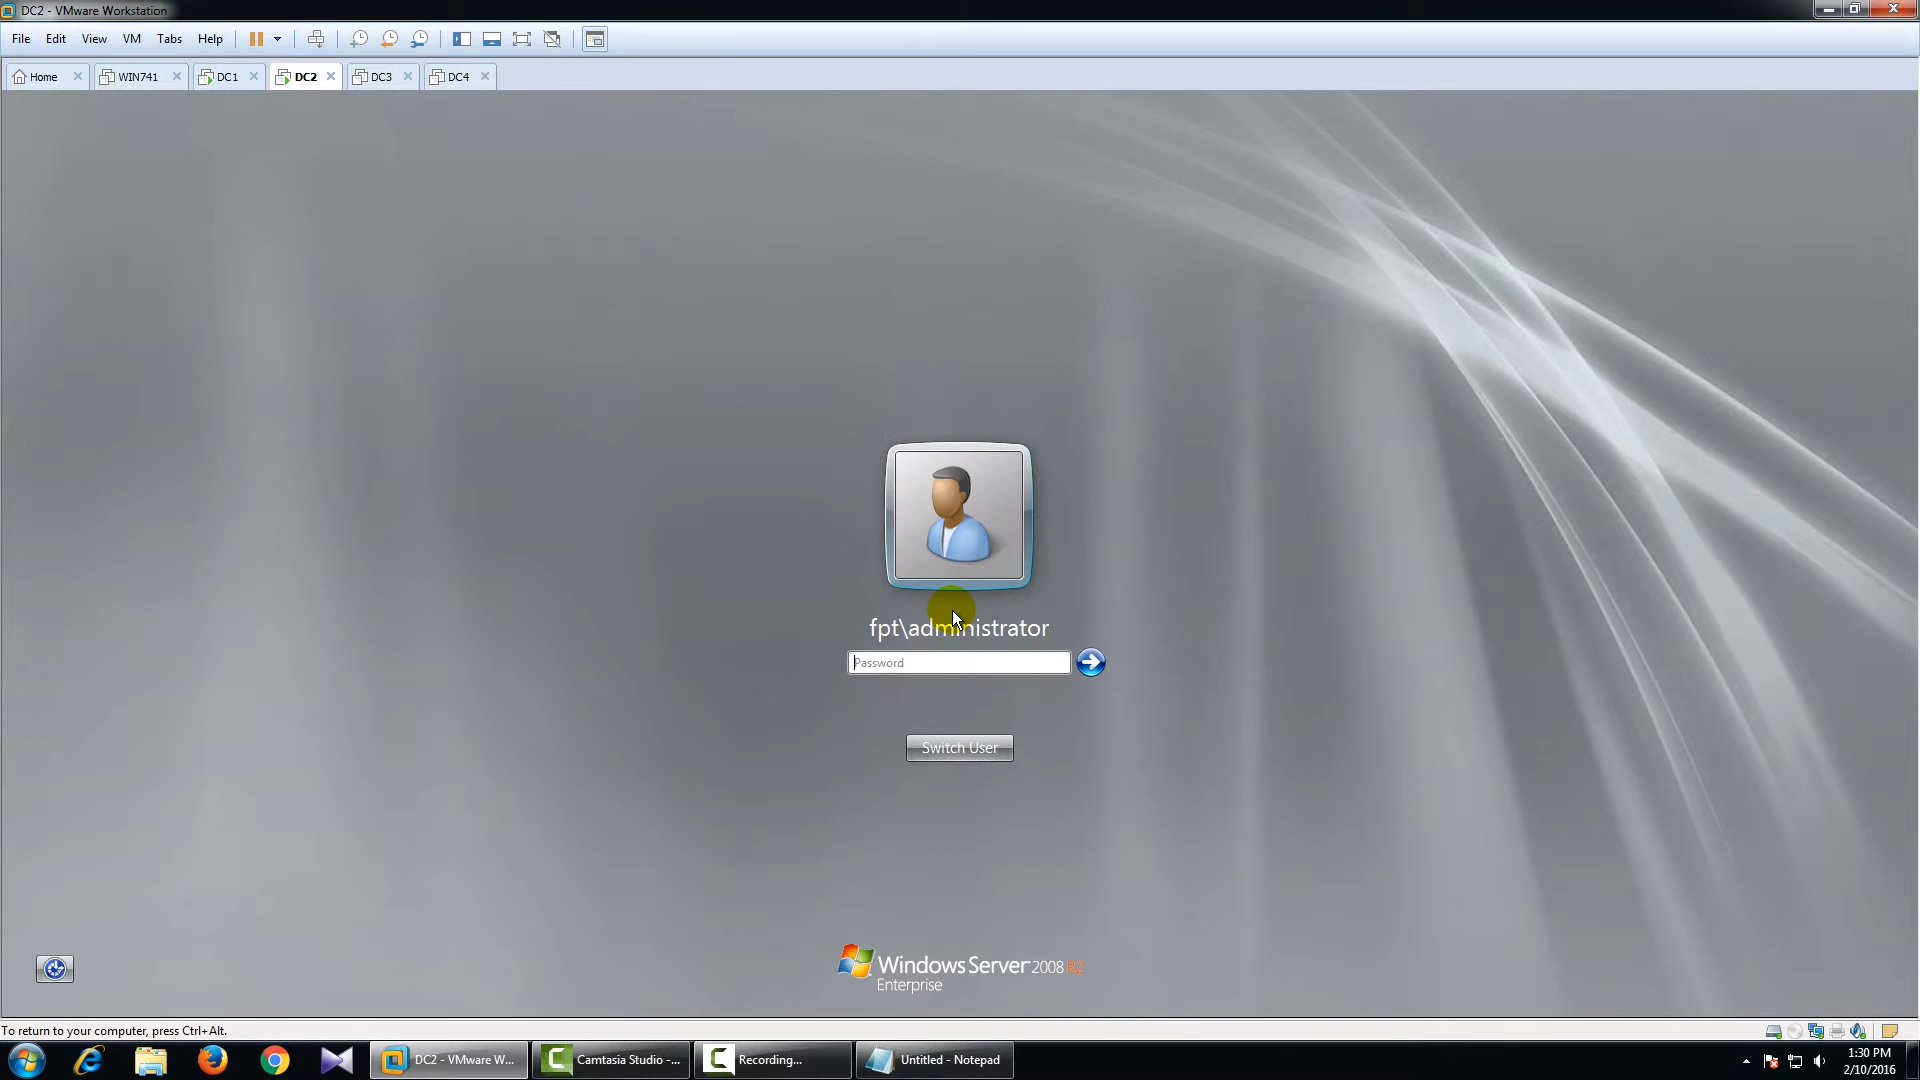 DC2 - VMware Workstation
File Edit View VM Tabs Help
Home WIN741 DC1 DC2 DC3 DC4
fpt\administrator
Password
Switch User
Windows Server 2008 R2
Enterprise
To return to your computer, press Ctrl+Alt.
DC2 - VMware W... Camtasia Studio -... Recording... Untitled - Notepad
1:30 PM
2/10/2016